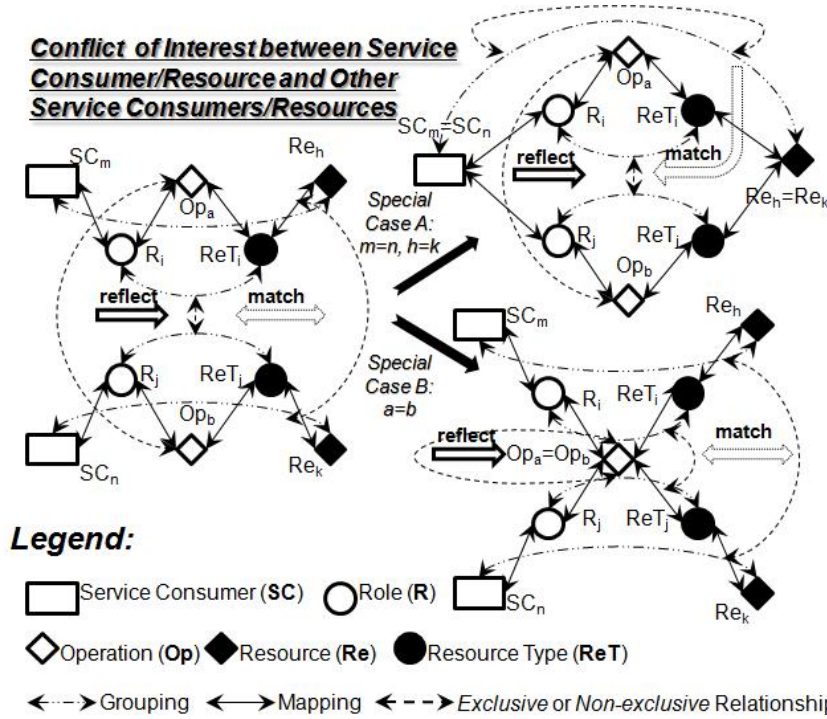 Conflict of Interest between Service
Consumer/Resource and Other
Service Consumers/Resources
SCm
Opa
Reh
Ri
ReTi
reflect
match
Rj
ReTj
Opb
SCn
Rek
Special
Case A:
m=n, h=k
Special
Case B:
a=b
Opa
SCm=SCn
Ri
ReTi
reflect
match
Reh=Rek
Rj
ReTj
Opb
SCm
Reh
Ri
ReTi
reflect
Opa=Opb
match
Rj
ReTj
SCn
Rek
Legend:
Service Consumer (SC)
Role (R)
Operation (Op)
Resource (Re)
Resource Type (ReT)
Grouping
Mapping
Exclusive or Non-exclusive Relationship